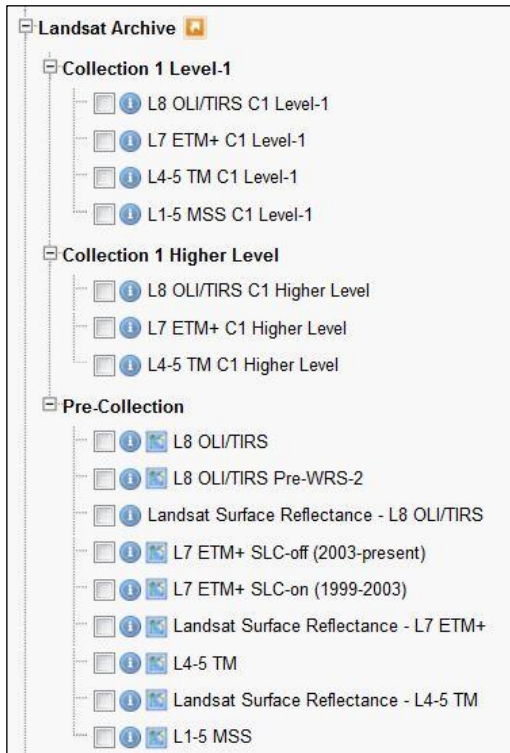 Landsat Archive
Collection 1 Level-1
L8 OLI/TIRS C1 Level-1
L7 ETM+ C1 Level-1
L4-5 TM C1 Level-1
L1-5 MSS C1 Level-1
Collection 1 Higher Level
L8 OLI/TIRS C1 Higher Level
L7 ETM+ C1 Higher Level
L4-5 TM C1 Higher Level
Pre-Collection
L8 OLI/TIRS
L8 OLI/TIRS Pre-WRS-2
Landsat Surface Reflectance - L8 OLI/TIRS
L7 ETM+ SLC-off (2003-present)
L7 ETM+ SLC-on (1999-2003)
Landsat Surface Reflectance - L7 ETM+
L4-5 TM
Landsat Surface Reflectance - L4-5 TM
L1-5 MSS